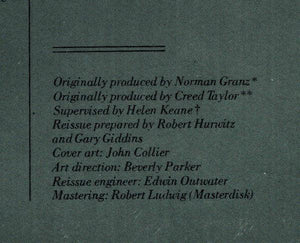 Originally produced by Norman Granz*
Originally produced by Creed Taylor**
Supervised by Helen Keane†
Reissue prepared by Robert Hurwitz
and Gary Giddins
Cover art: John Collier
Art direction: Beverly Parker
Reissue engineer: Edwin Outwater
Mastering: Robert Ludwig (Masterdisk)